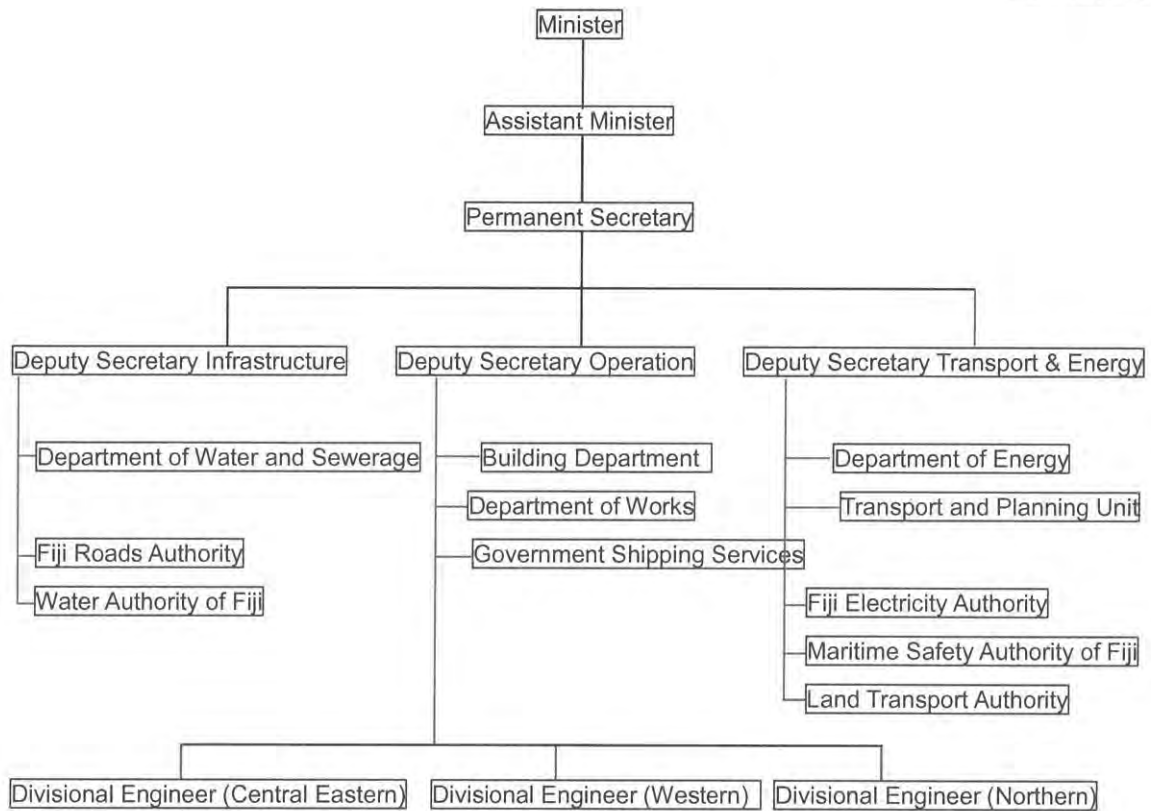 Minister
Assistant Minister
Permanent Secretary
Deputy Secretary Infrastructure
Deputy Secretary Operation
Deputy Secretary Transport & Energy
Department of Water and Sewerage
Fiji Roads Authority
Water Authority of Fiji
Building Department
Department of Works
Government Shipping Services
Department of Energy
Transport and Planning Unit
Fiji Electricity Authority
Maritime Safety Authority of Fiji
Land Transport Authority
Divisional Engineer (Central Eastern)
Divisional Engineer (Western)
Divisional Engineer (Northern)